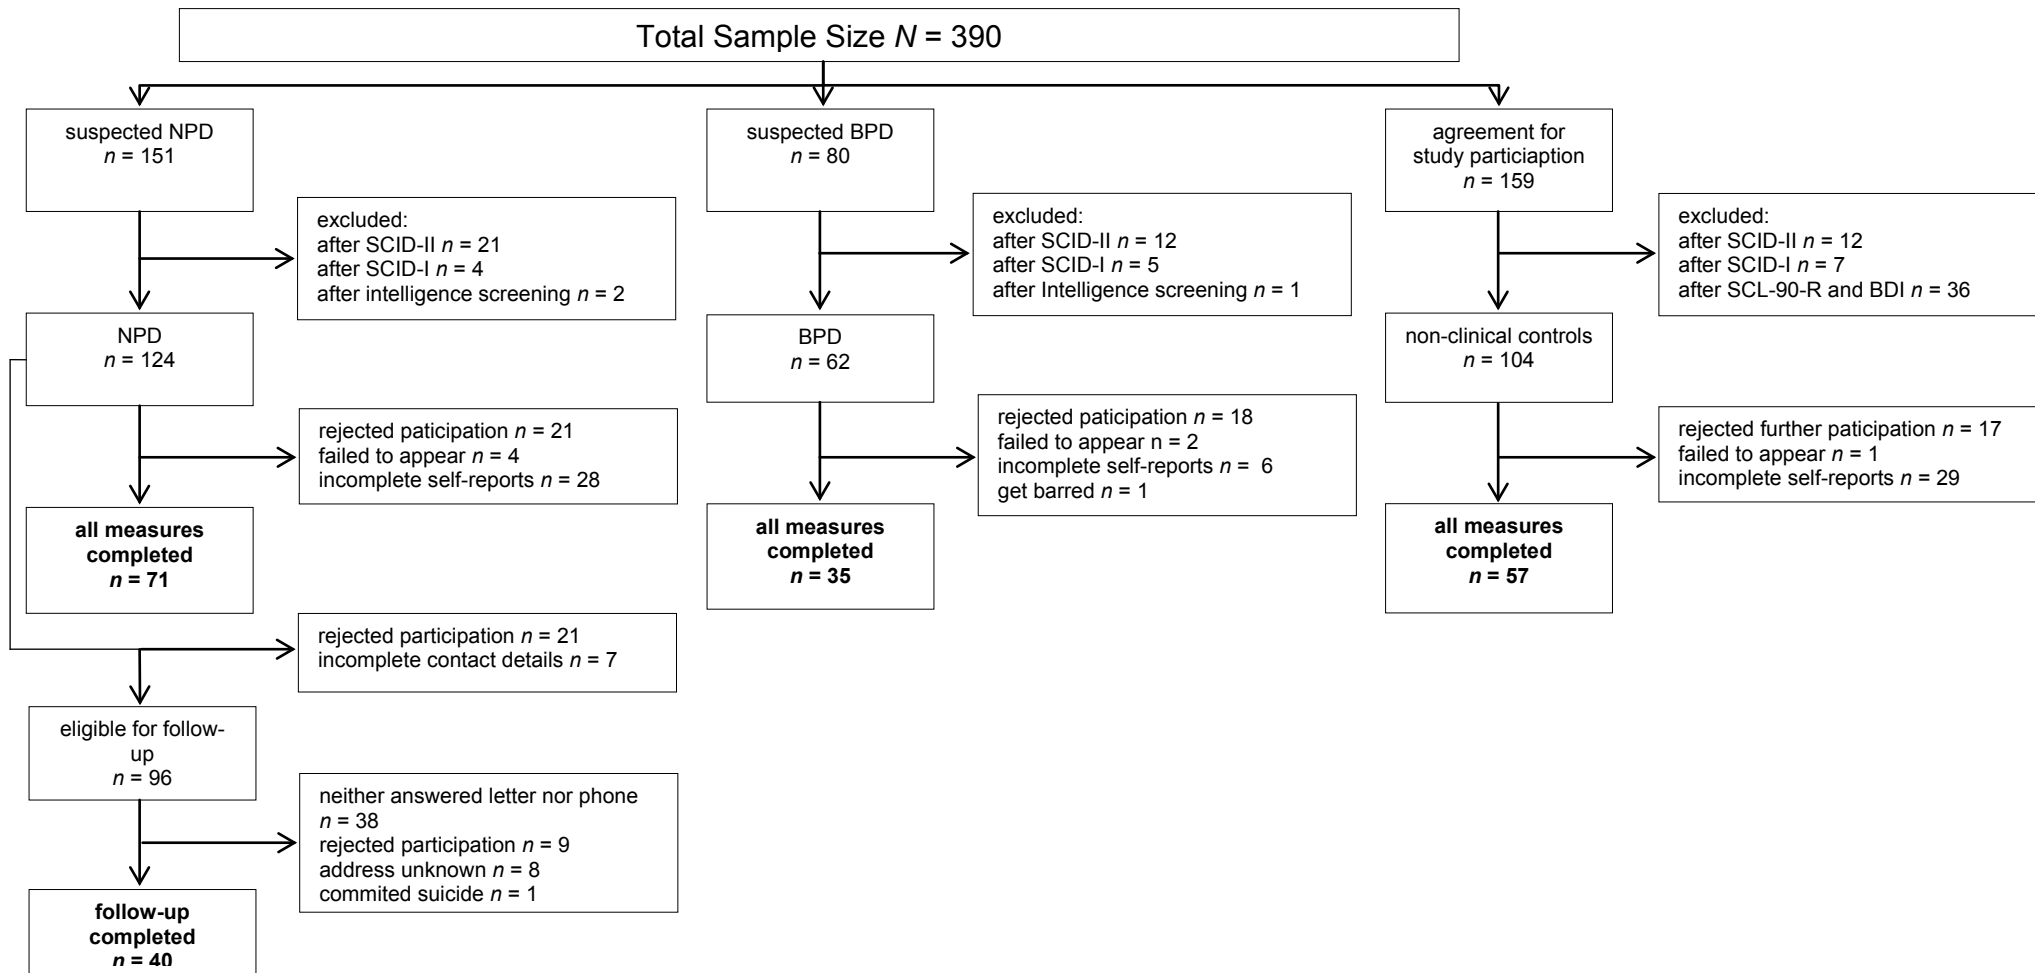 Total Sample Size N = 390
suspected NPD
n = 151
suspected BPD
n = 80
agreement for
study particiaption
n = 159
excluded:
after SCID-II n = 21
after SCID-I n = 4
after intelligence screening n = 2
excluded:
after SCID-II n = 12
after SCID-I n = 5
after Intelligence screening n = 1
excluded:
after SCID-II n = 12
after SCID-I n = 7
after SCL-90-R and BDI n = 36
NPD
n = 124
BPD
n = 62
non-clinical controls
n = 104
rejected paticipation n = 21
failed to appear n = 4
incomplete self-reports n = 28
rejected paticipation n = 18
failed to appear n = 2
incomplete self-reports n = 6
get barred n = 1
rejected further paticipation n = 17
failed to appear n = 1
incomplete self-reports n = 29
all measures
completed
n = 71
all measures
completed
n = 35
all measures
completed
n = 57
rejected participation n = 21
incomplete contact details n = 7
eligible for follow-
up
n = 96
neither answered letter nor phone
n = 38
rejected participation n = 9
address unknown n = 8
commited suicide n = 1
follow-up
completed
n = 40